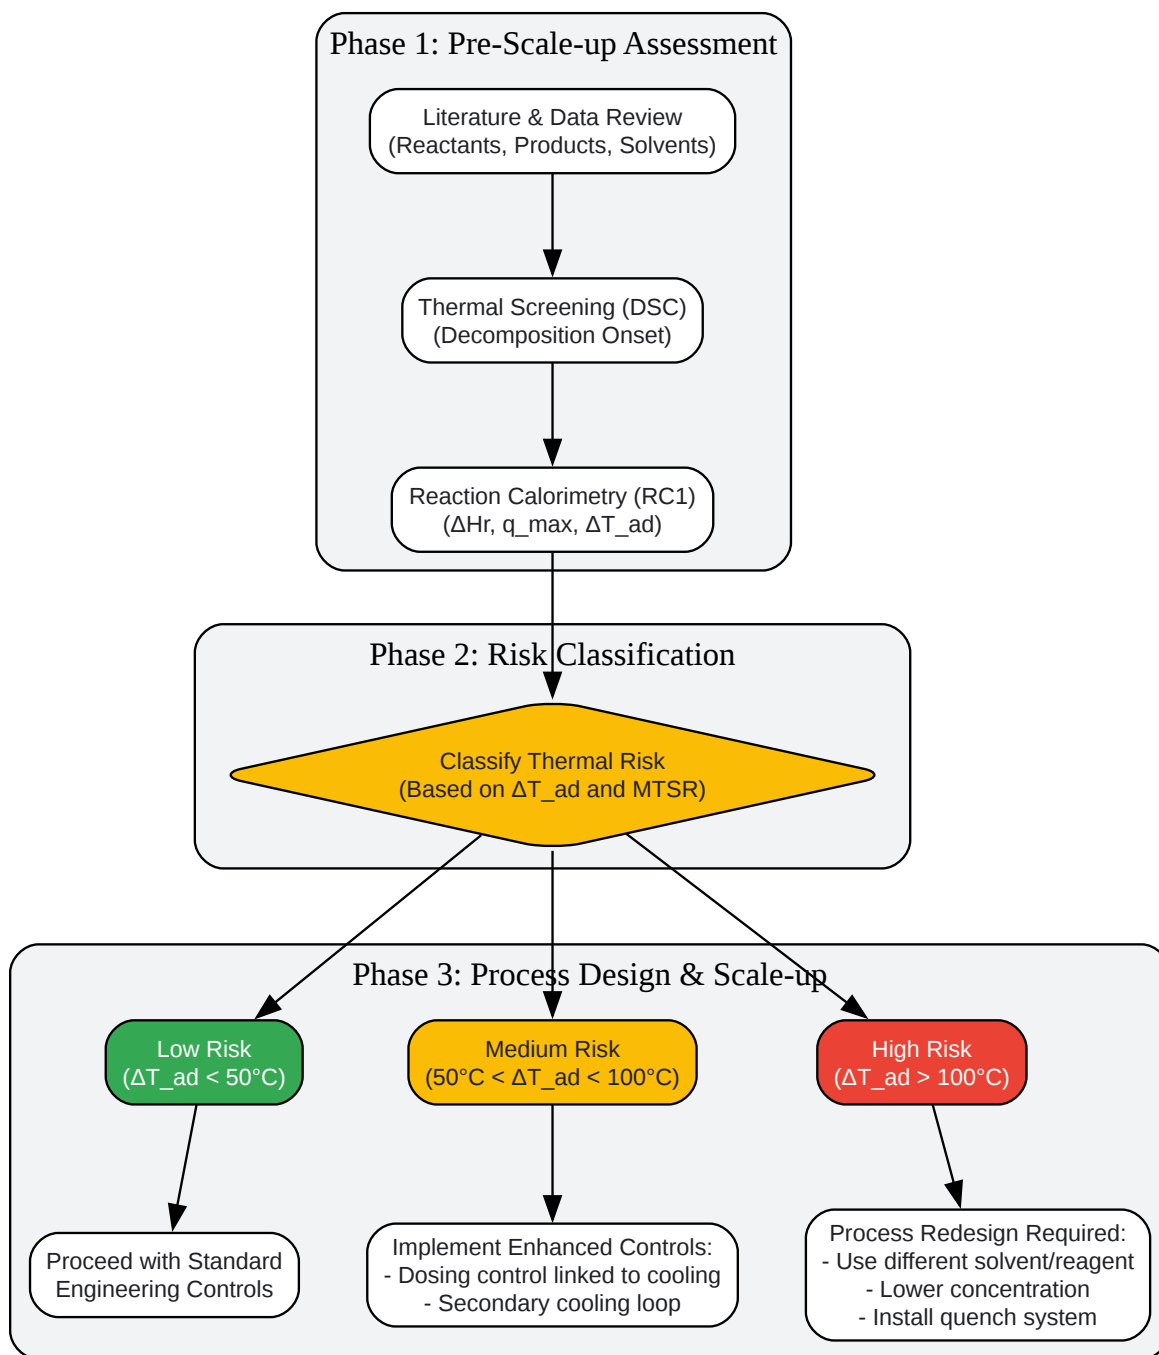 Phase 1: Pre-Scale-up Assessment
Literature & Data Review
(Reactants, Products, Solvents)
Thermal Screening (DSC)
(Decomposition Onset)
Reaction Calorimetry (RC1)
(ΔHr, q_max, ΔT_ad)
Phase 2: Risk Classification
Classify Thermal Risk
(Based on ΔT_ad and MTSR)
Phase 3: Process Design & Scale-up
Low Risk
(ΔT_ad < 50°C)
Medium Risk
(50°C < ΔT_ad < 100°C)
High Risk
(ΔT_ad > 100°C)
Proceed with Standard
Engineering Controls
Implement Enhanced Controls:
- Dosing control linked to cooling
- Secondary cooling loop
Process Redesign Required:
- Use different solvent/reagent
- Lower concentration
- Install quench system